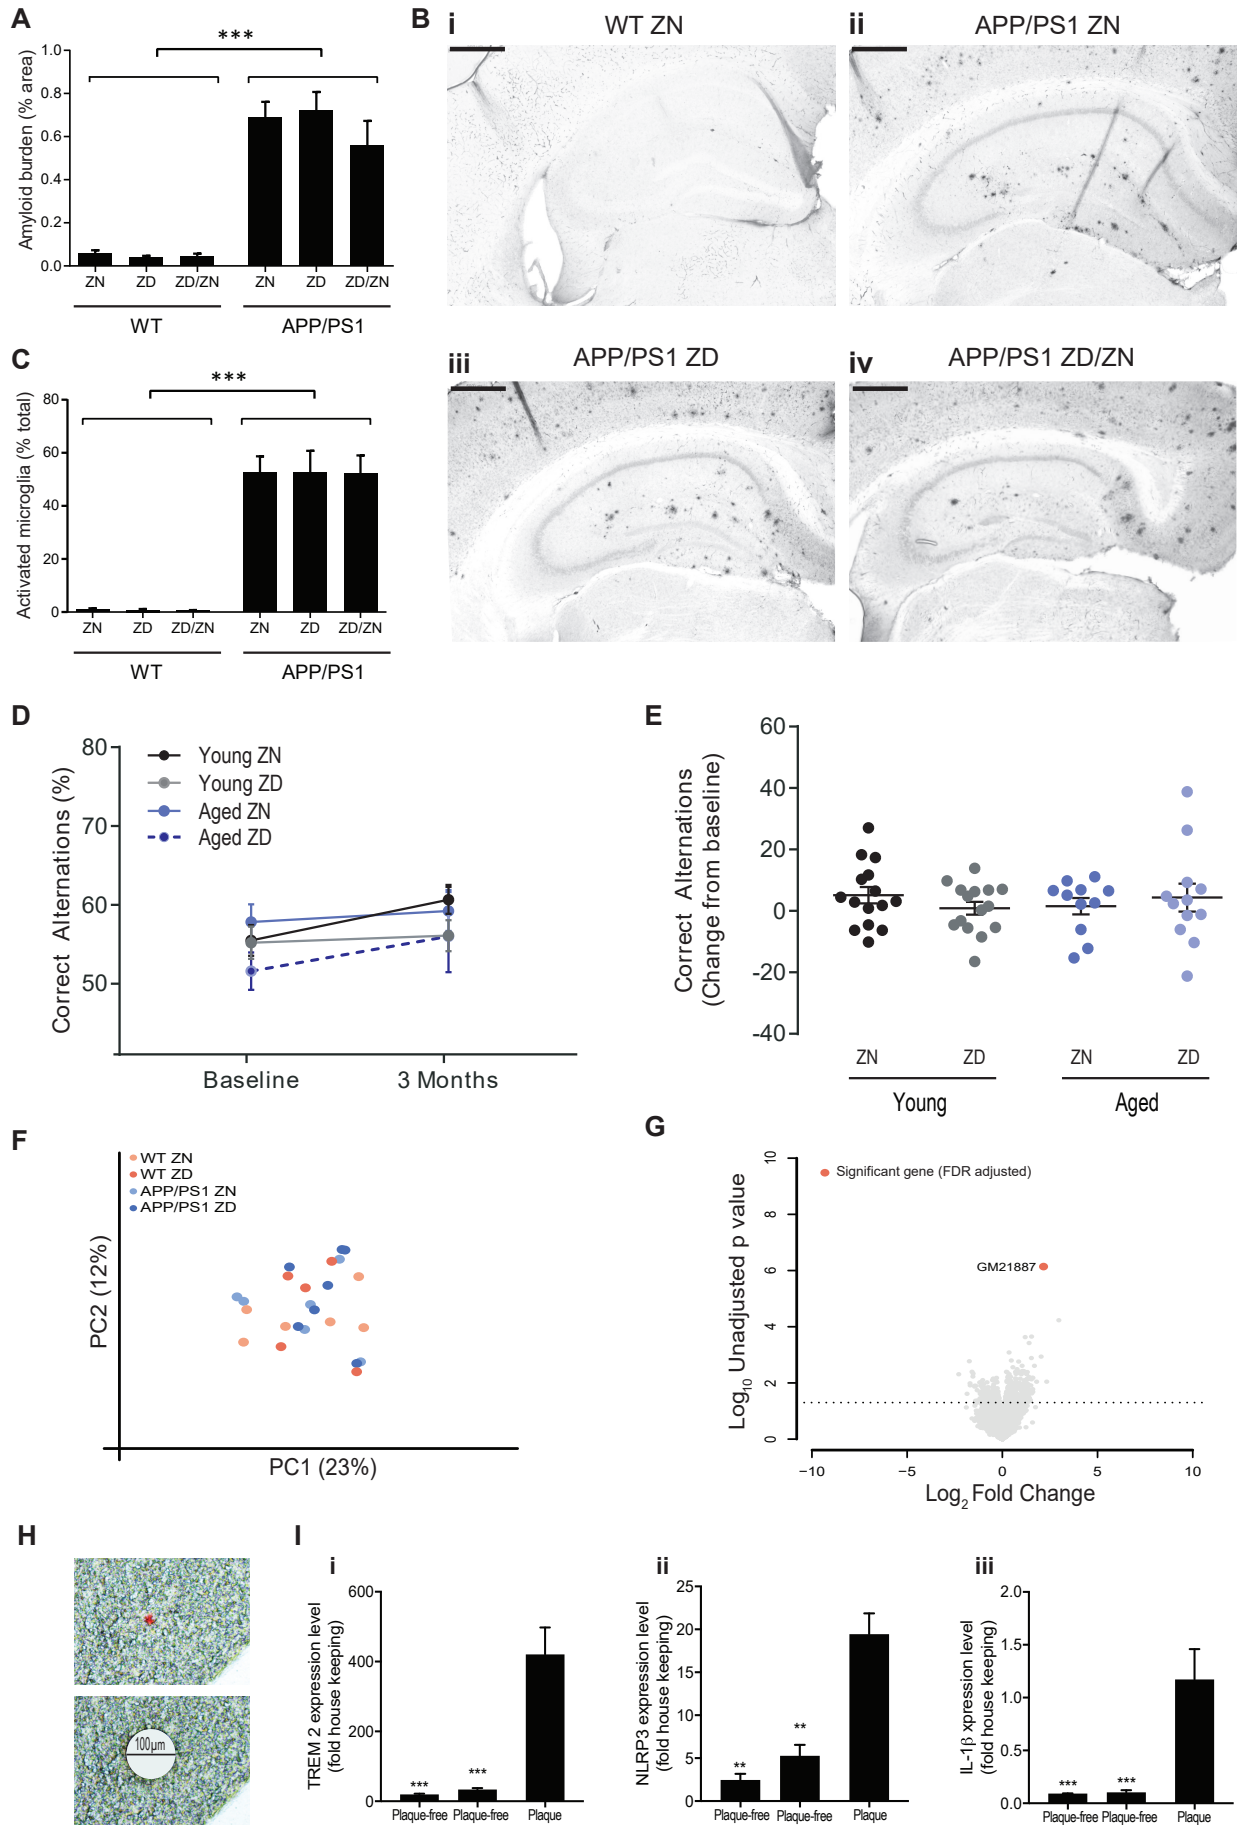 A
***
1.0
0.8
0.6
0.4
0.2
0.0
Amyloid burden (% area)
ZN ZD ZD/ZN ZN ZD ZD/ZN
WT APP/PS1
B
i WT ZN
ii APP/PS1 ZN
iii APP/PS1 ZD
iv APP/PS1 ZD/ZN
C
***
80
60
40
20
0
Activated microglia (% total)
ZN ZD ZD/ZN ZN ZD ZD/ZN
WT APP/PS1
D
80
70
60
50
Correct Alternations (%)
Young ZN
Young ZD
Aged ZN
Aged ZD
Baseline 3 Months
E
60
40
20
0
-20
-40
Correct Alternations
(Change from baseline)
ZN ZD ZN ZD
Young Aged
F
WT ZN
WT ZD
APP/PS1 ZN
APP/PS1 ZD
PC2 (12%)
PC1 (23%)
G
10
8
6
4
2
0
Log10 Unadjusted p value
Significant gene (FDR adjusted)
GM21887
−10 −5 0 5 10
Log2 Fold Change
H
100µm
I
i
600
400
200
0
TREM 2 expression level
(fold house keeping)
*** ***
Plaque-free Plaque-free Plaque
ii
25
20
15
10
5
0
NLRP3 expression level
(fold house keeping)
** **
Plaque-free Plaque-free Plaque
iii
2.0
1.5
1.0
0.5
0.0
IL-1β xpression level
(fold house keeping)
*** ***
Plaque-free Plaque-free Plaque